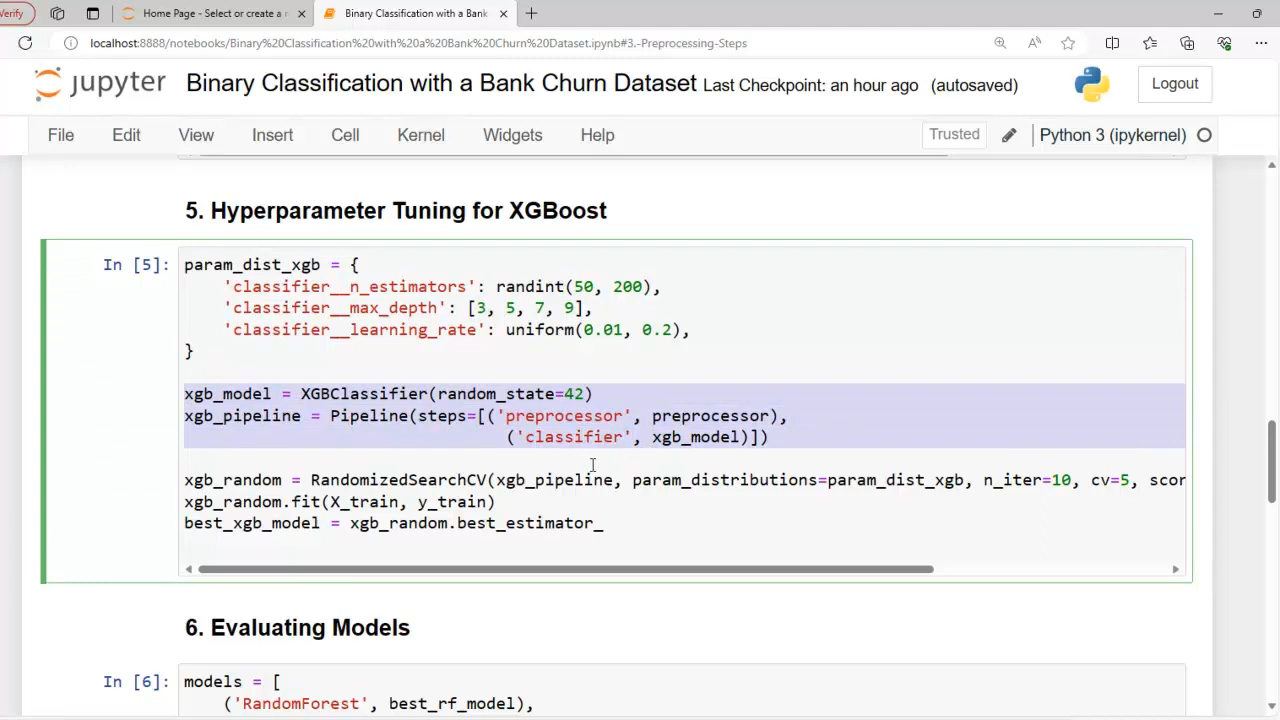 erify
Home Page - Select or create a n
Binary Classification with a Bank
localhost:8888/notebooks/Binary%20Classification%20with%20a%20Bank%20Churn%20Dataset.ipynb#3.-Preprocessing-Steps
jupyter Binary Classification with a Bank Churn Dataset Last Checkpoint: an hour ago (autosaved)
Logout
File Edit View Insert Cell Kernel Widgets Help Trusted Python 3 (ipykernel)
5. Hyperparameter Tuning for XGBoost
In [5]: param_dist_xgb = {
'classifier__n_estimators': randint(50, 200),
'classifier__max_depth': [3, 5, 7, 9],
'classifier__learning_rate': uniform(0.01, 0.2),
}
xgb_model = XGBClassifier(random_state=42)
xgb_pipeline = Pipeline(steps=[('preprocessor', preprocessor),
('classifier', xgb_model)])
xgb_random = RandomizedSearchCV(xgb_pipeline, param_distributions=param_dist_xgb, n_iter=10, cv=5, scor
xgb_random.fit(X_train, y_train)
best_xgb_model = xgb_random.best_estimator_
6. Evaluating Models
In [6]: models = [
('RandomForest', best_rf_model),